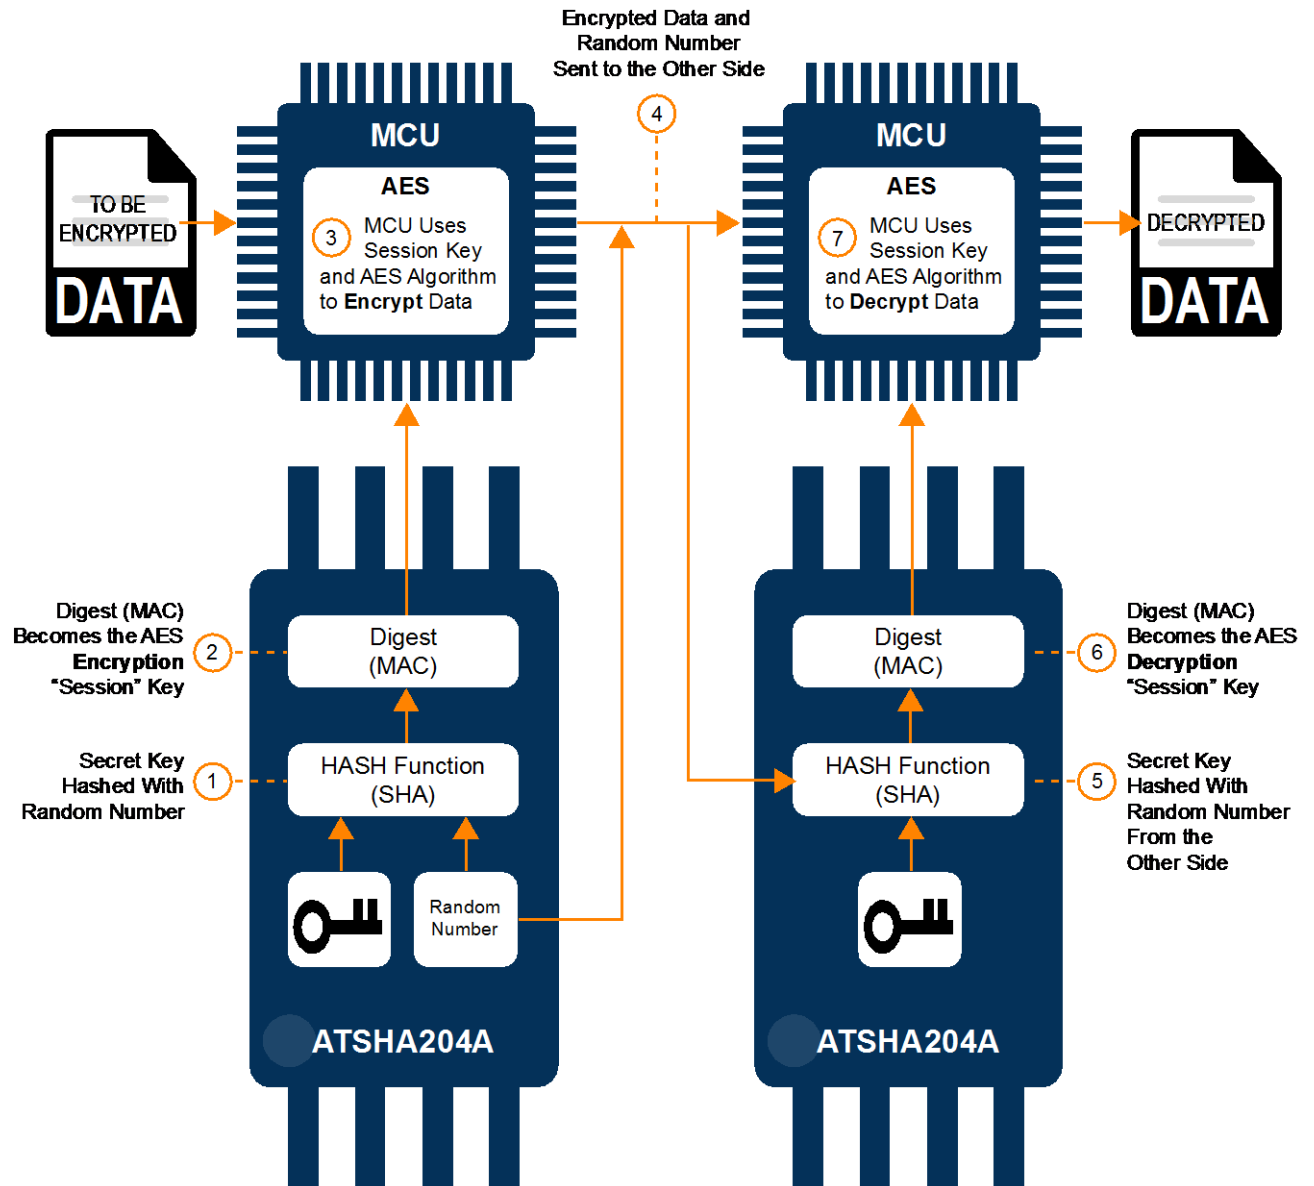 Encrypted Data and
Random Number
Sent to the Other Side
4
MCU
AES
3
MCU Uses
Session Key
and AES Algorithm
to Encrypt Data
MCU
AES
7
MCU Uses
Session Key
and AES Algorithm
to Decrypt Data
TO BE
ENCRYPTED
DATA
DECRYPTED
DATA
Digest (MAC)
Becomes the AES
Encryption
“Session” Key
2
Digest
(MAC)
Secret Key
Hashed With
Random Number
1
HASH Function
(SHA)
Random
Number
ATSHA204A
Digest
(MAC)
6
Digest (MAC)
Becomes the AES
Decryption
“Session” Key
HASH Function
(SHA)
5
Secret Key
Hashed With
Random Number
From the
Other Side
ATSHA204A